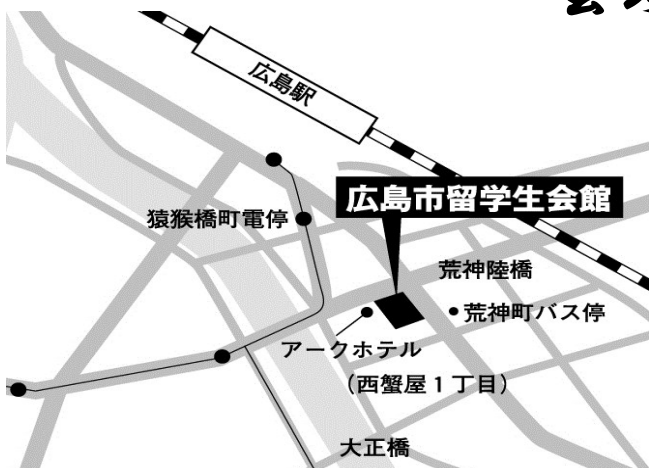 広島駅
広島市留学生会館
猿猴橋町電停
荒神陸橋
荒神町バス停
アークホテル
(西蟹屋1丁目)
大正橋